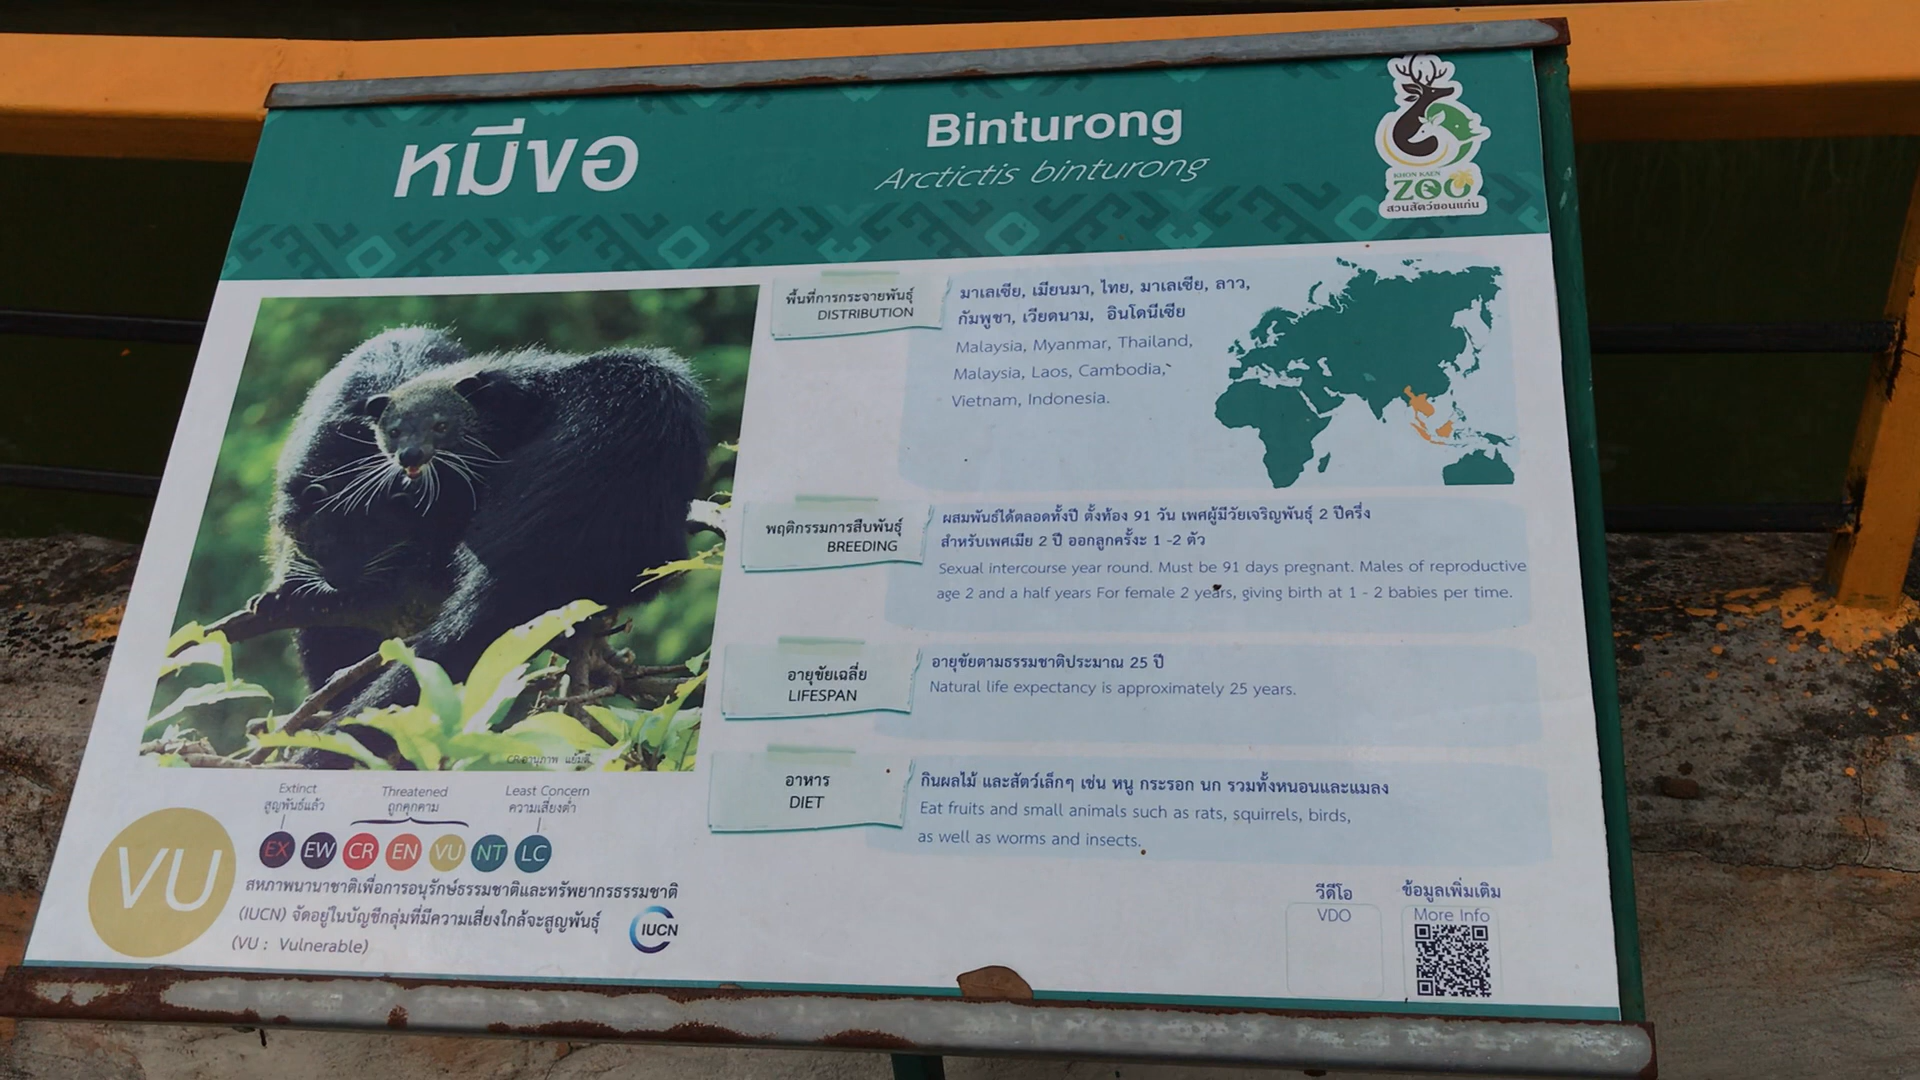 หมีขอ
Binturong
Arctictis binturong
KHON KAEN
ZOO
สวนสัตว์ขอนแก่น
พื้นที่การกระจายพันธุ์
DISTRIBUTION
มาเลเซีย, เมียนมา, ไทย, มาเลเซีย, ลาว,
กัมพูชา, เวียดนาม, อินโดนีเซีย
Malaysia, Myanmar, Thailand,
Malaysia, Laos, Cambodia,
Vietnam, Indonesia.
พฤติกรรมการสืบพันธุ์
BREEDING
ผสมพันธ์ได้ตลอดทั้งปี ตั้งท้อง 91 วัน เพศผู้มีวัยเจริญพันธุ์ 2 ปีครึ่ง
สำหรับเพศเมีย 2 ปี ออกลูกครั้งะ 1 -2 ตัว
Sexual intercourse year round. Must be 91 days pregnant. Males of reproductive
age 2 and a half years For female 2 years, giving birth at 1 - 2 babies per time.
อายุขัยเฉลี่ย
LIFESPAN
อายุขัยตามธรรมชาติประมาณ 25 ปี
Natural life expectancy is approximately 25 years.
อาหาร
DIET
กินผลไม้ และสัตว์เล็กๆ เช่น หนู กระรอก นก รวมทั้งหนอนและแมลง
Eat fruits and small animals such as rats, squirrels, birds,
as well as worms and insects.
CR.อานุภาพ แย้มดี
Extinct
สูญพันธ์แล้ว
Threatened
ถูกคุกคาม
Least Concern
ความเสี่ยงต่ำ
VU
EX EW CR EN VU NT LC
สหภาพนานาชาติเพื่อการอนุรักษ์ธรรมชาติและทรัพยากรธรรมชาติ
(IUCN) จัดอยู่ในบัญชีกลุ่มที่มีความเสี่ยงใกล้จะสูญพันธุ์
(VU : Vulnerable)
IUCN
วีดีโอ
VDO
ข้อมูลเพิ่มเติม
More Info